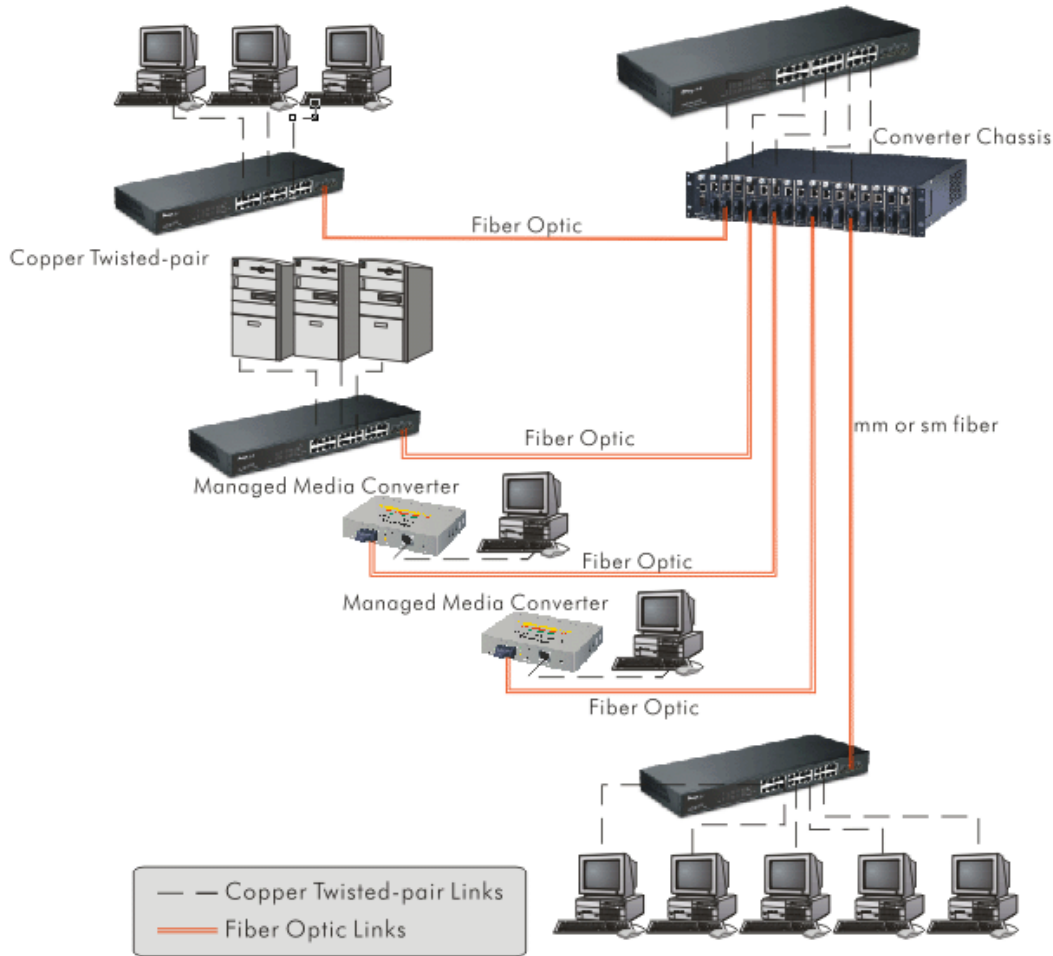 Converter Chassis
Fiber Optic
Copper Twisted-pair
mm or sm fiber
Fiber Optic
Managed Media Converter
Fiber Optic
Managed Media Converter
Fiber Optic
Copper Twisted-pair Links
Fiber Optic Links